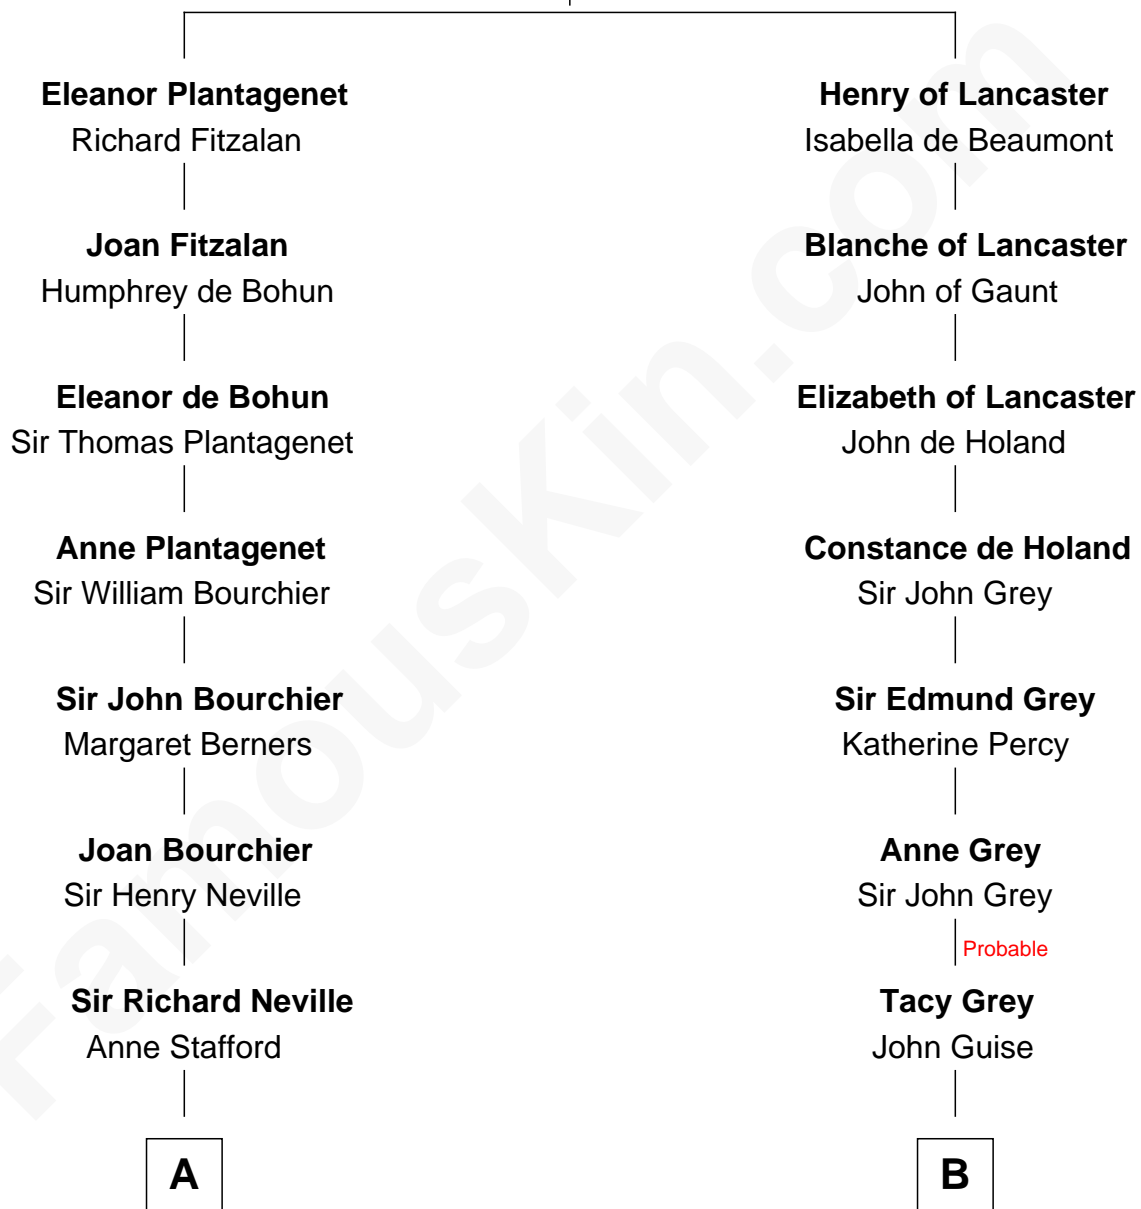 Eleanor Plantagenet
Richard Fitzalan
Joan Fitzalan
Humphrey de Bohun
Eleanor de Bohun
Sir Thomas Plantagenet
Anne Plantagenet
Sir William Bourchier
Sir John Bourchier
Margaret Berners
Joan Bourchier
Sir Henry Neville
Sir Richard Neville
Anne Stafford
A
Henry of Lancaster
Isabella de Beaumont
Blanche of Lancaster
John of Gaunt
Elizabeth of Lancaster
John de Holand
Constance de Holand
Sir John Grey
Sir Edmund Grey
Katherine Percy
Anne Grey
Sir John Grey
Probable
Tacy Grey
John Guise
B
FamousKin.com